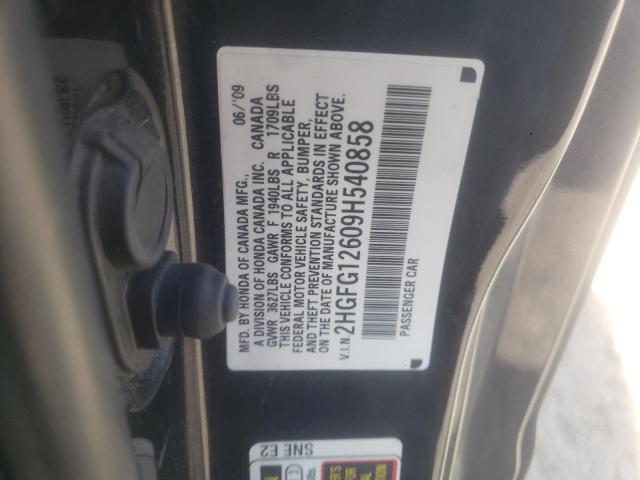 MFD. BY HONDA OF CANADA MFG., 06/'09
A DIVISION OF HONDA CANADA INC. CANADA
GVWR 3627LBS GAWR F 1940LBS R 1709LBS
THIS VEHICLE CONFORMS TO ALL APPLICABLE
FEDERAL MOTOR VEHICLE SAFETY, BUMPER,
AND THEFT PREVENTION STANDARDS IN EFFECT
ON THE DATE OF MANUFACTURE SHOWN ABOVE.
V.I.N. 2HGFG12609H540858
PASSENGER CAR
SNE E2